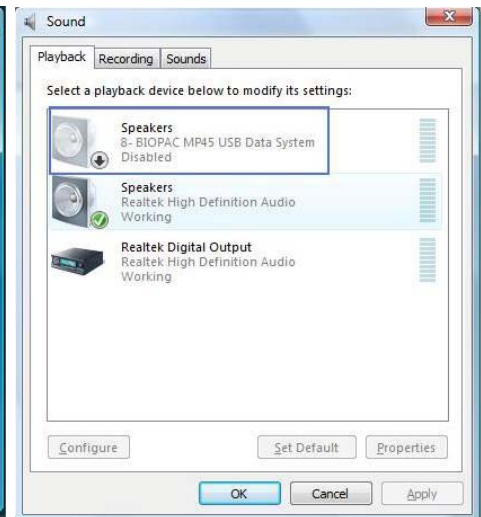 Sound
Playback Recording Sounds
Select a playback device below to modify its settings:
Speakers
8- BIOPAC MP45 USB Data System
Disabled
Speakers
Realtek High Definition Audio
Working
Realtek Digital Output
Realtek High Definition Audio
Working
Configure Set Default Properties
OK Cancel Apply